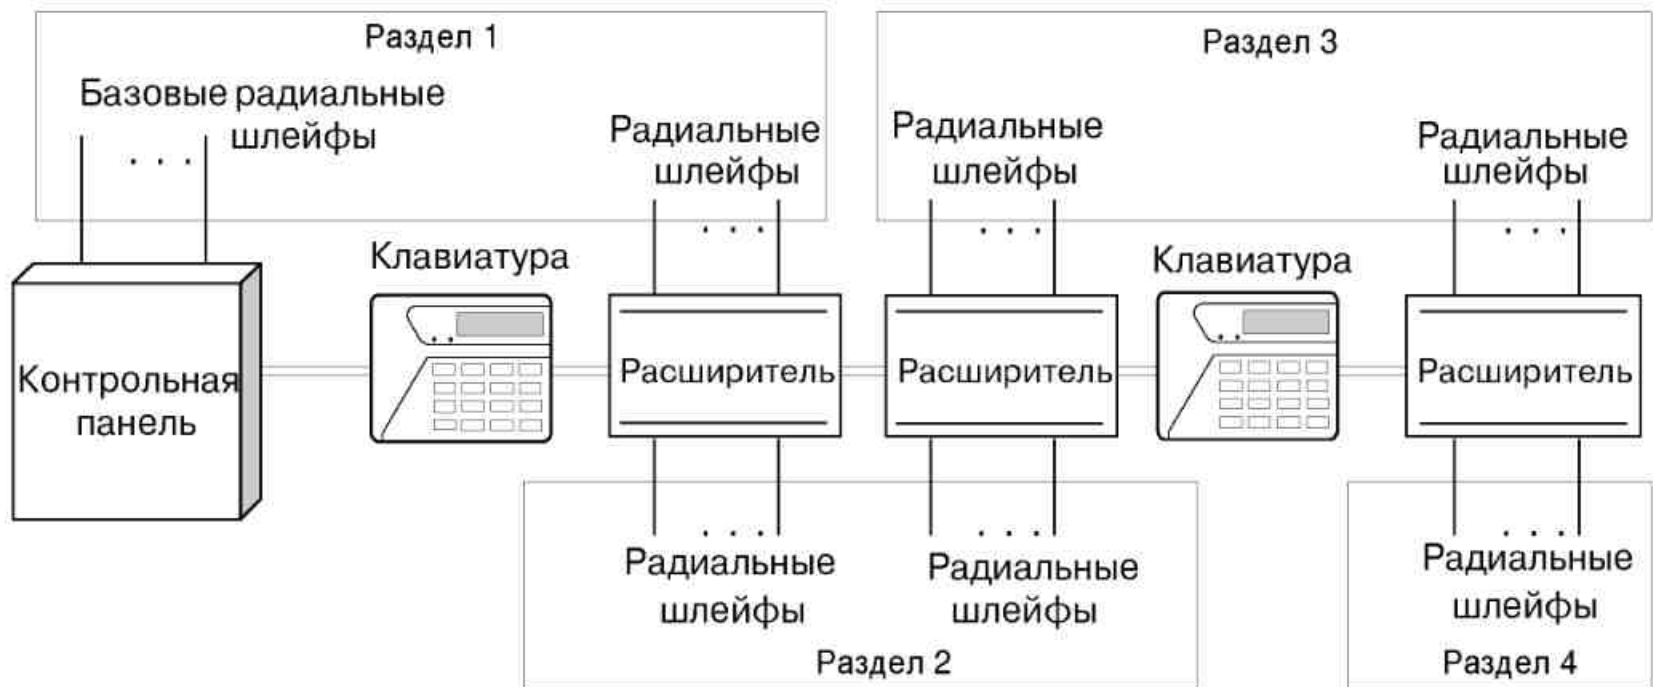 Раздел 1
Базовые радиальные
шлейфы
Радиальные
шлейфы
Раздел 3
Радиальные
шлейфы
Радиальные
шлейфы
Клавиатура
Клавиатура
Контрольная
панель
Расширитель
Расширитель
Расширитель
Радиальные
шлейфы
Радиальные
шлейфы
Раздел 2
Радиальные
шлейфы
Раздел 4